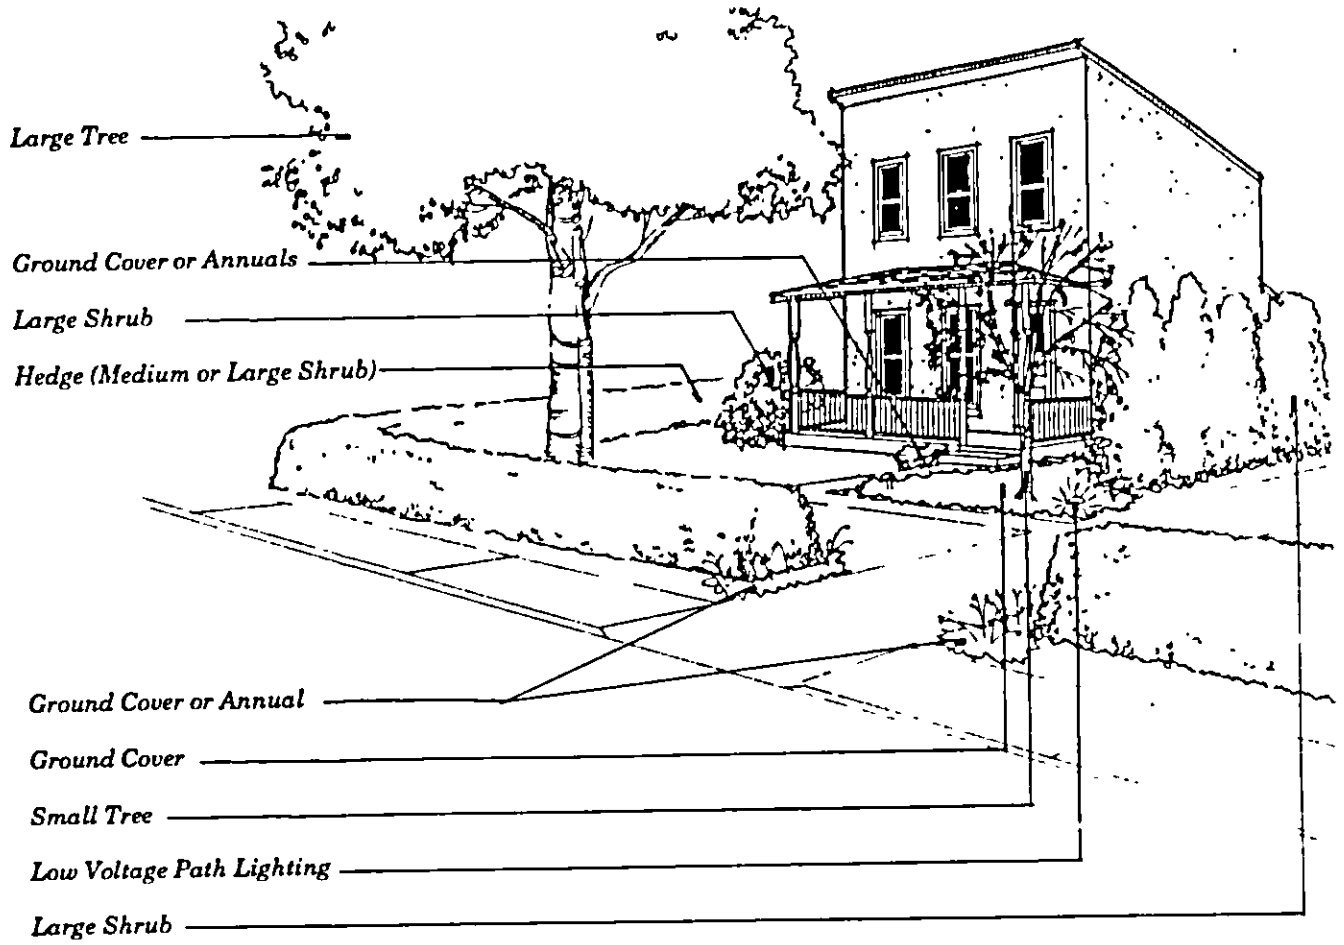 Large Tree
Ground Cover or Annuals
Large Shrub
Hedge (Medium or Large Shrub)
Ground Cover or Annual
Ground Cover
Small Tree
Low Voltage Path Lighting
Large Shrub